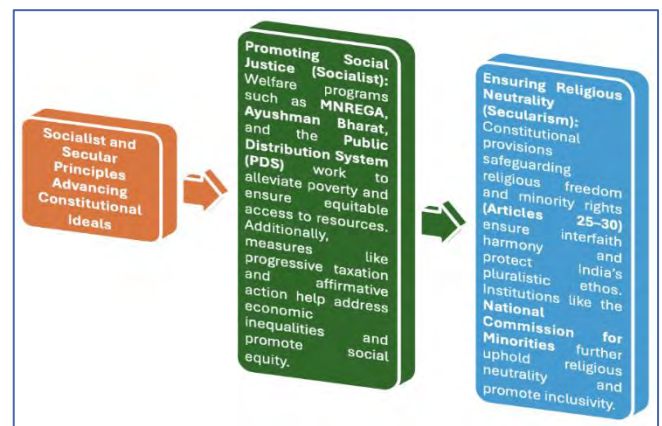 Socialist and
Secular
Principles
Advancing
Constitutional
Ideals
Promoting Social
Justice (Socialist):
Welfare programs
such as MNREGA,
Ayushman Bharat,
and the Public
Distribution System
(PDS) work to
alleviate poverty and
ensure equitable
access to resources.
Additionally,
measures like
progressive taxation
and affirmative
action help address
economic
inequalities and
promote social
equity.
Ensuring Religious
Neutrality
(Secularism):
Constitutional
provisions
safeguarding
religious freedom
and minority rights
(Articles 25–30)
ensure interfaith
harmony and
protect India's
pluralistic ethos.
Institutions like the
National
Commission for
Minorities further
uphold religious
neutrality and
promote inclusivity.